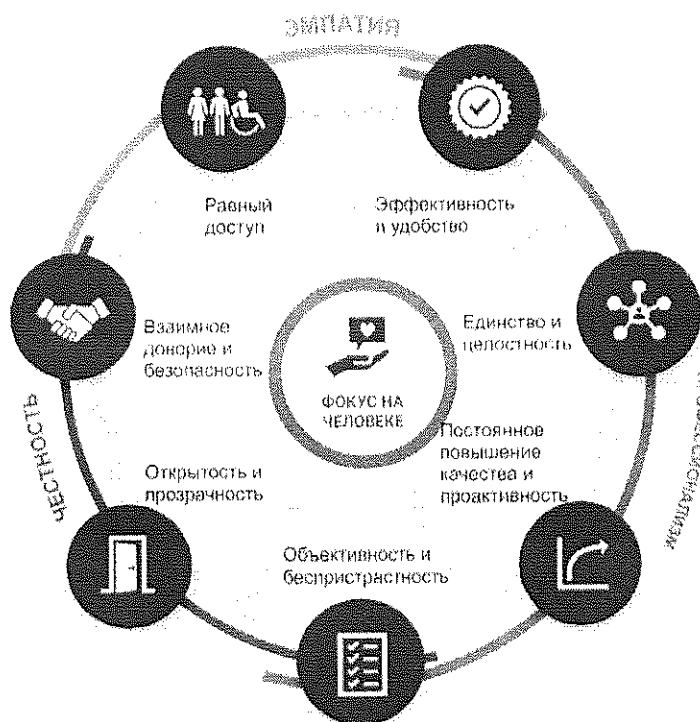 ЭМПАТИЯ
Равный
доступ
Эффективность
и удобство
Взаимное
доверие и
безопасность
Единство и
целостность
ФОКУС НА
ЧЕЛОВЕКЕ
Постоянное
повышение
качества и
проактивность
Открытость и
прозрачность
Объективность и
беспристрастность
ЧЕСТНОСТЬ
ПРОФЕССИОНАЛИЗМ